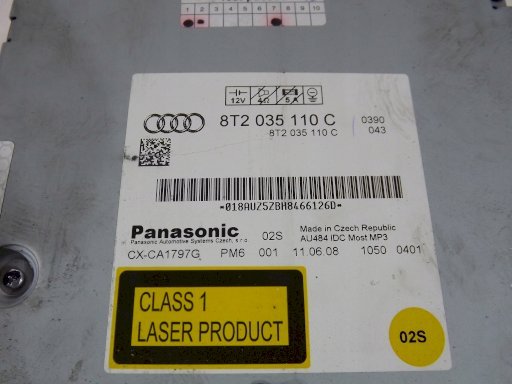 1 2 3 4 5 6 7 8 9 10
12V 4Ω 5A
8T2 035 110 C 0390
8T2 035 110 C 043
*018AUZ5ZBH8466126D*
Panasonic 02S Made in Czech Republic
Panasonic Automotive Systems Czech, s.r.o. AU484 IDC Most MP3
CX-CA1797G PM6 001 11.06.08 1050 0401
CLASS 1
LASER PRODUCT
02S